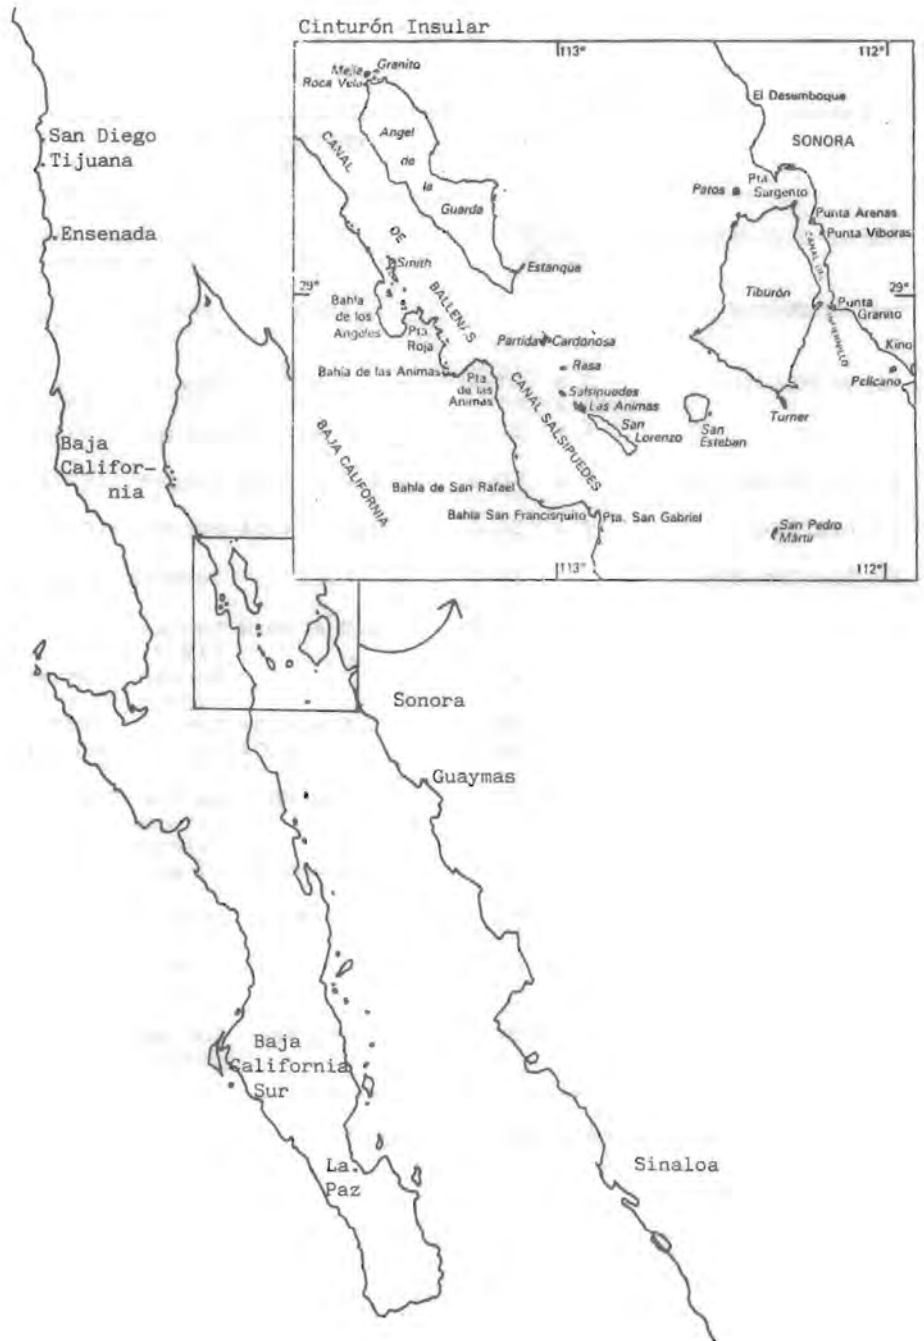 Cinturón Insular
113°
112°
Granito
Mejia
Roca Vela
El Desemboque
SONORA
CANAL
DE
BALLENAS
Angel
de
la
Guarda
Pta.
Sargento
Patos
Punta Arenas
Punta Víboras
CANAL DEL
INFIERNILLO
Smith
Estanque
29°
29°
Tiburón
Bahía
de los
Angeles
Pta.
Roja
Punta
Granito
Partida
Cardonosa
Kino
Rasa
Bahía de las Animas
Pelícano
Pta.
de las
Animas
CANAL SALSIPUEDES
Salsipuedes
Las Animas
San
Lorenzo
San
Esteban
Turner
BAJA CALIFORNIA
Bahía de San Rafael
Bahía San Francisquito
Pta. San Gabriel
San Pedro
Mártir
113°
112°
San Diego
Tijuana
Ensenada
Baja
Califor-
nia
Sonora
Guaymas
Baja
California
Sur
La
Paz
Sinaloa